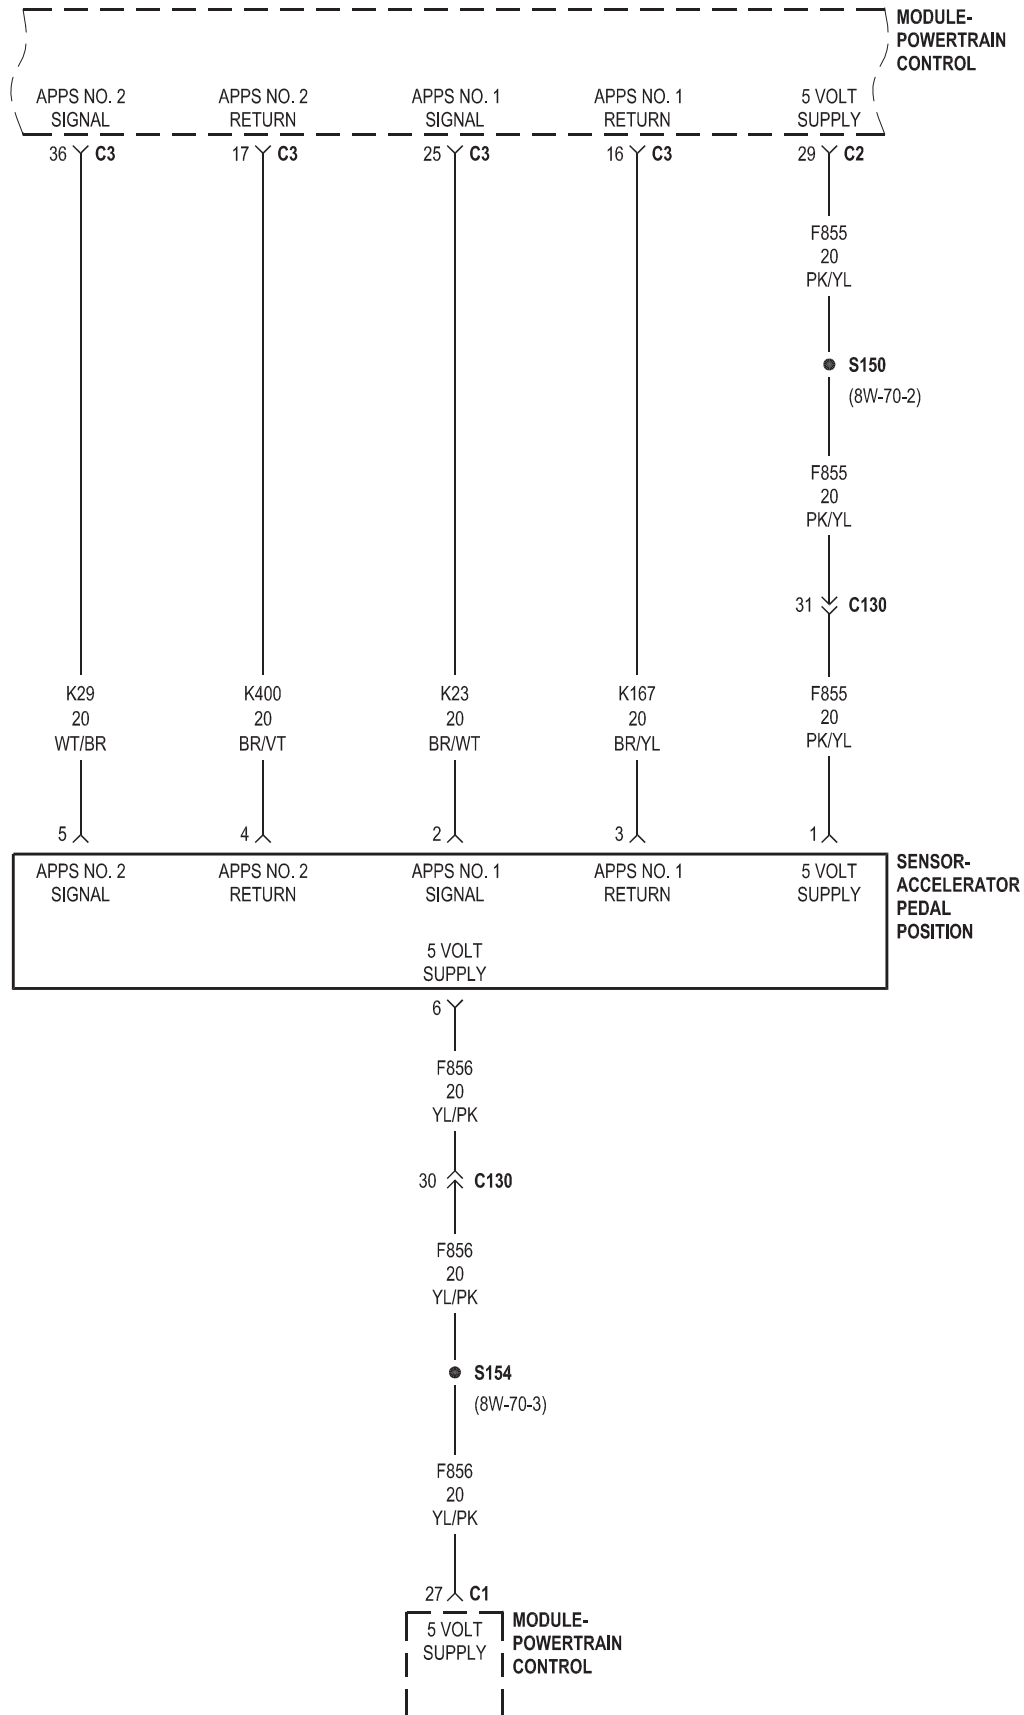 MODULE-
POWERTRAIN
CONTROL
APPS NO. 2 APPS NO. 2 APPS NO. 1 APPS NO. 1 5 VOLT
SIGNAL RETURN SIGNAL RETURN SUPPLY
36 C3 17 C3 25 C3 16 C3 29 C2
F855
20
PK/YL
S150
(8W-70-2)
F855
20
PK/YL
31 C130
K29 K400 K23 K167 F855
20 20 20 20 20
WT/BR BR/VT BR/WT BR/YL PK/YL
5 4 2 3 1
SENSOR-
ACCELERATOR
PEDAL
POSITION
APPS NO. 2 APPS NO. 2 APPS NO. 1 APPS NO. 1 5 VOLT
SIGNAL RETURN SIGNAL RETURN SUPPLY
5 VOLT
SUPPLY
6
F856
20
YL/PK
30 C130
F856
20
YL/PK
S154
(8W-70-3)
F856
20
YL/PK
27 C1
5 VOLT
SUPPLY
MODULE-
POWERTRAIN
CONTROL